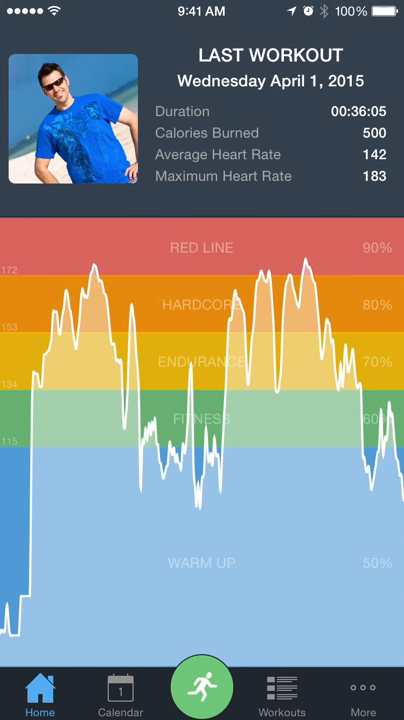 9:41 AM 100%
LAST WORKOUT
Wednesday April 1, 2015
Duration 00:36:05
Calories Burned 500
Average Heart Rate 142
Maximum Heart Rate 183
RED LINE 90%
172
HARDCORE 80%
153
ENDURANCE 70%
134
FITNESS 60%
115
WARM UP 50%
1
Home Calendar Workouts More